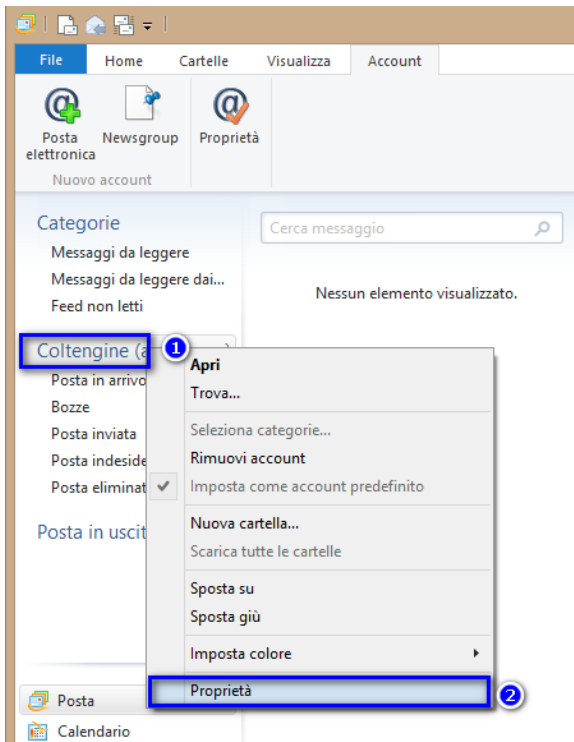 File Home Cartelle Visualizza Account
Posta elettronica
Newsgroup
Proprietà
Nuovo account
Categorie
Messaggi da leggere
Messaggi da leggere dai...
Feed non letti
Cerca messaggio
Nessun elemento visualizzato.
Coltengine (a
1
Posta in arrivo
Bozze
Posta inviata
Posta indeside
Posta eliminat
Posta in uscit
Apri
Trova...
Seleziona categorie...
Rimuovi account
Imposta come account predefinito
Nuova cartella...
Scarica tutte le cartelle
Sposta su
Sposta giù
Imposta colore
Proprietà
2
Posta
Calendario